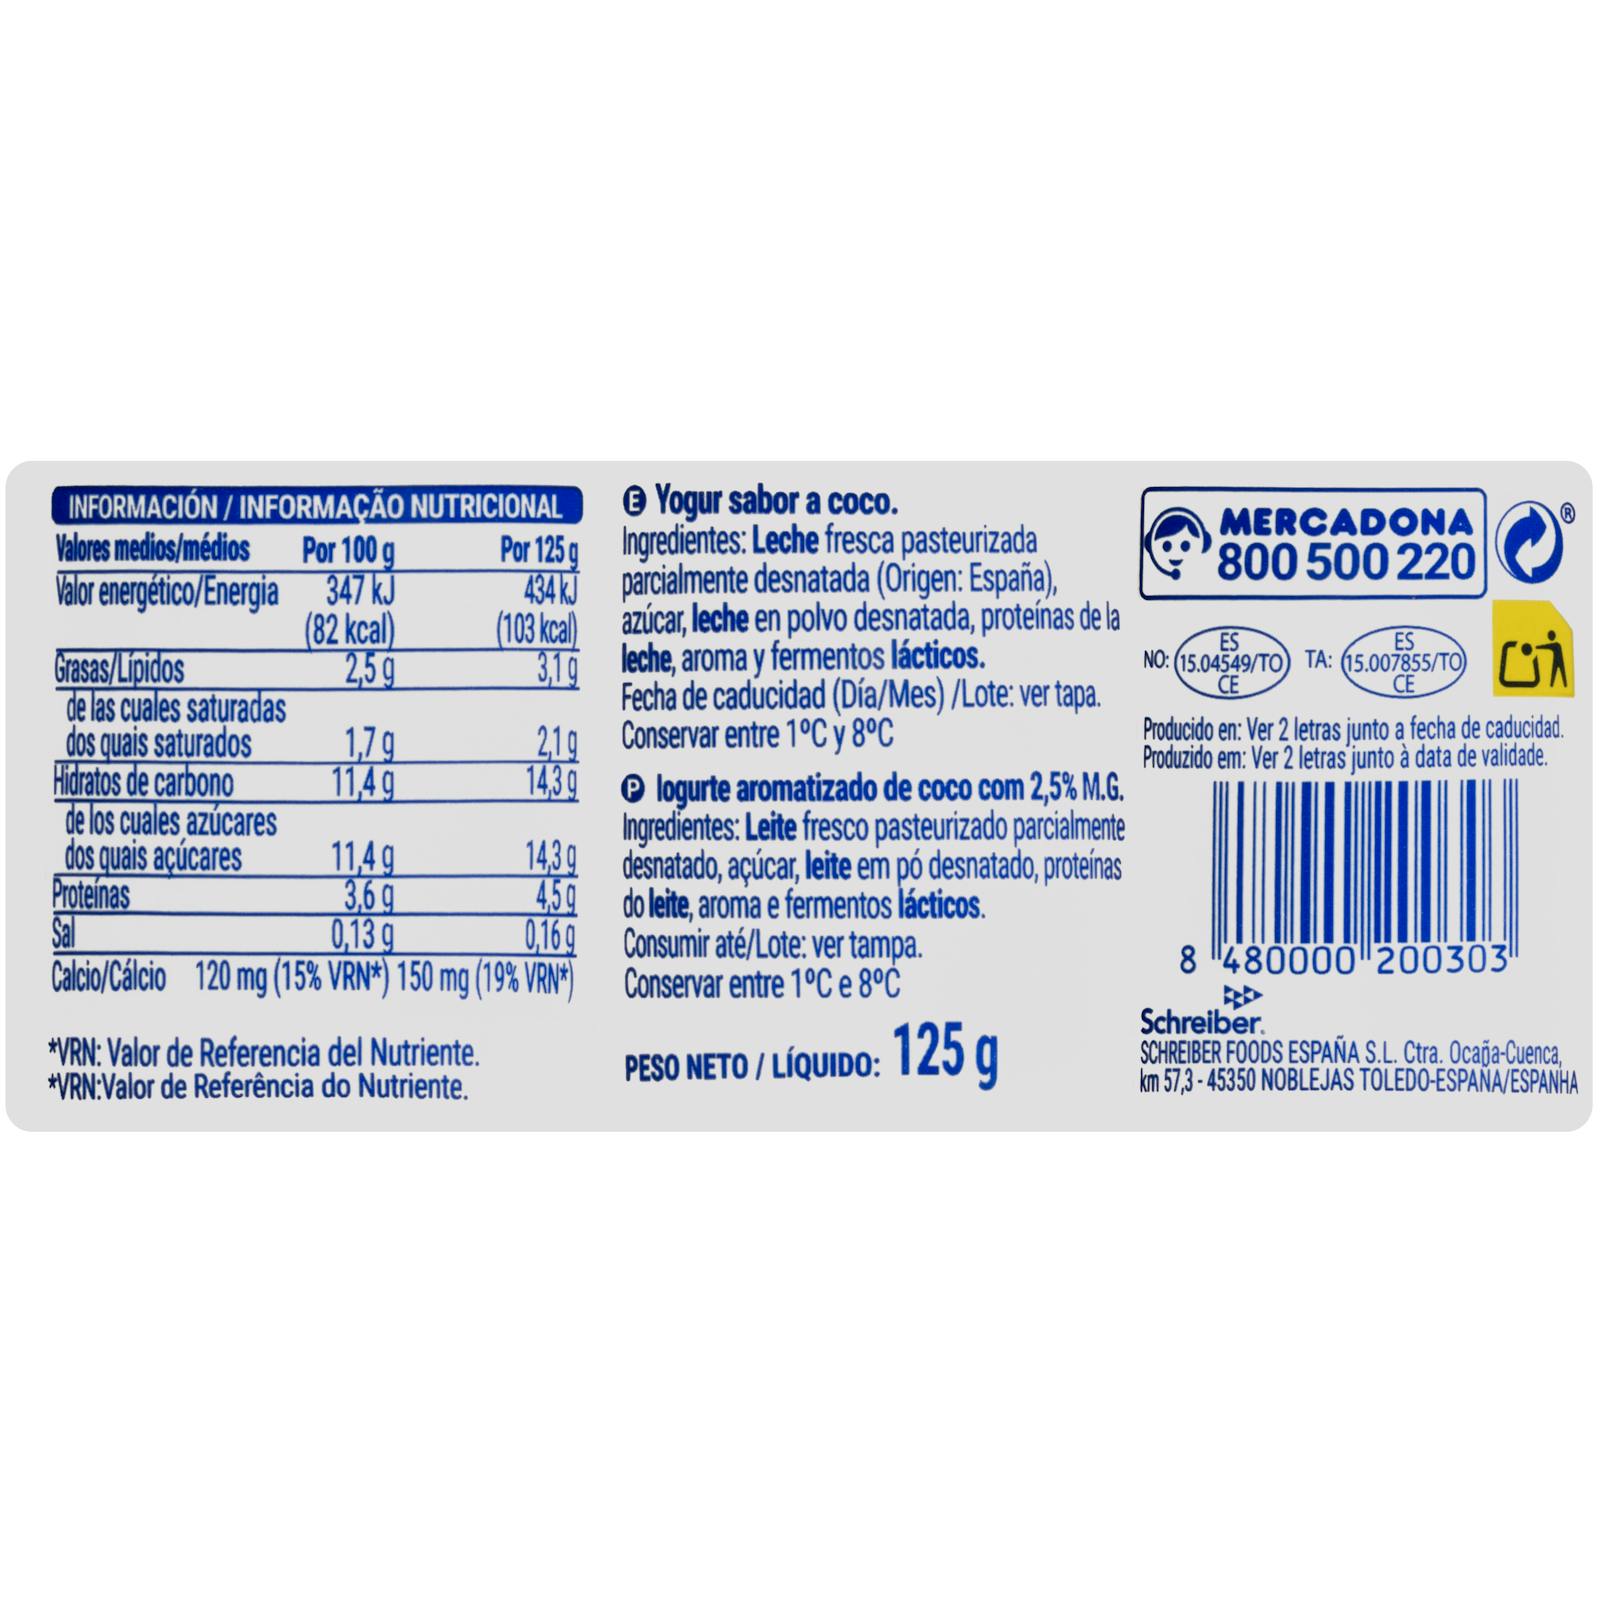 INFORMACIÓN / INFORMAÇÃO NUTRICIONAL
Valores medios/médios Por 100 g Por 125 g
Valor energético/Energia 347 kJ 434 kJ
(82 kcal) (103 kcal)
Grasas/Lípidos 2,5 g 3,1 g
de las cuales saturadas
dos quais saturados 1,7 g 2,1 g
Hidratos de carbono 11,4 g 14,3 g
de los cuales azúcares
dos quais açúcares 11,4 g 14,3 g
Proteínas 3,6 g 4,5 g
Sal 0,13 g 0,16 g
Calcio/Cálcio 120 mg (15% VRN*) 150 mg (19% VRN*)
*VRN: Valor de Referencia del Nutriente.
*VRN:Valor de Referência do Nutriente.
E Yogur sabor a coco.
Ingredientes: Leche fresca pasteurizada
parcialmente desnatada (Origen: España),
azúcar, leche en polvo desnatada, proteínas de la
leche, aroma y fermentos lácticos.
Fecha de caducidad (Día/Mes) /Lote: ver tapa.
Conservar entre 1ºC y 8ºC
P Iogurte aromatizado de coco com 2,5% M.G.
Ingredientes: Leite fresco pasteurizado parcialmente
desnatado, açúcar, leite em pó desnatado, proteínas
do leite, aroma e fermentos lácticos.
Consumir até/Lote: ver tampa.
Conservar entre 1ºC e 8ºC
PESO NETO / LÍQUIDO: 125 g
MERCADONA
800 500 220
®
NO: ES 15.04549/TO CE TA: ES 15.007855/TO CE
Producido en: Ver 2 letras junto a fecha de caducidad.
Produzido em: Ver 2 letras junto à data de validade.
8 480000 200303
Schreiber.
SCHREIBER FOODS ESPAÑA S.L. Ctra. Ocaña-Cuenca,
km 57,3 - 45350 NOBLEJAS TOLEDO-ESPAÑA/ESPANHA